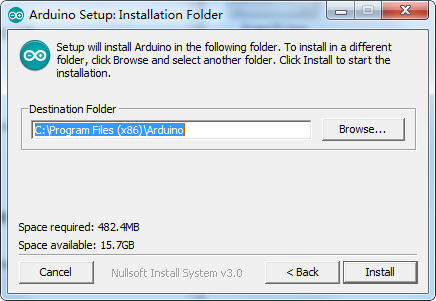 Arduino Setup: Installation Folder
Setup will install Arduino in the following folder. To install in a different
folder, click Browse and select another folder. Click Install to start the
installation.
Destination Folder
C:\Program Files (x86)\Arduino
Browse...
Space required: 482.4MB
Space available: 15.7GB
Cancel
Nullsoft Install System v3.0
< Back
Install